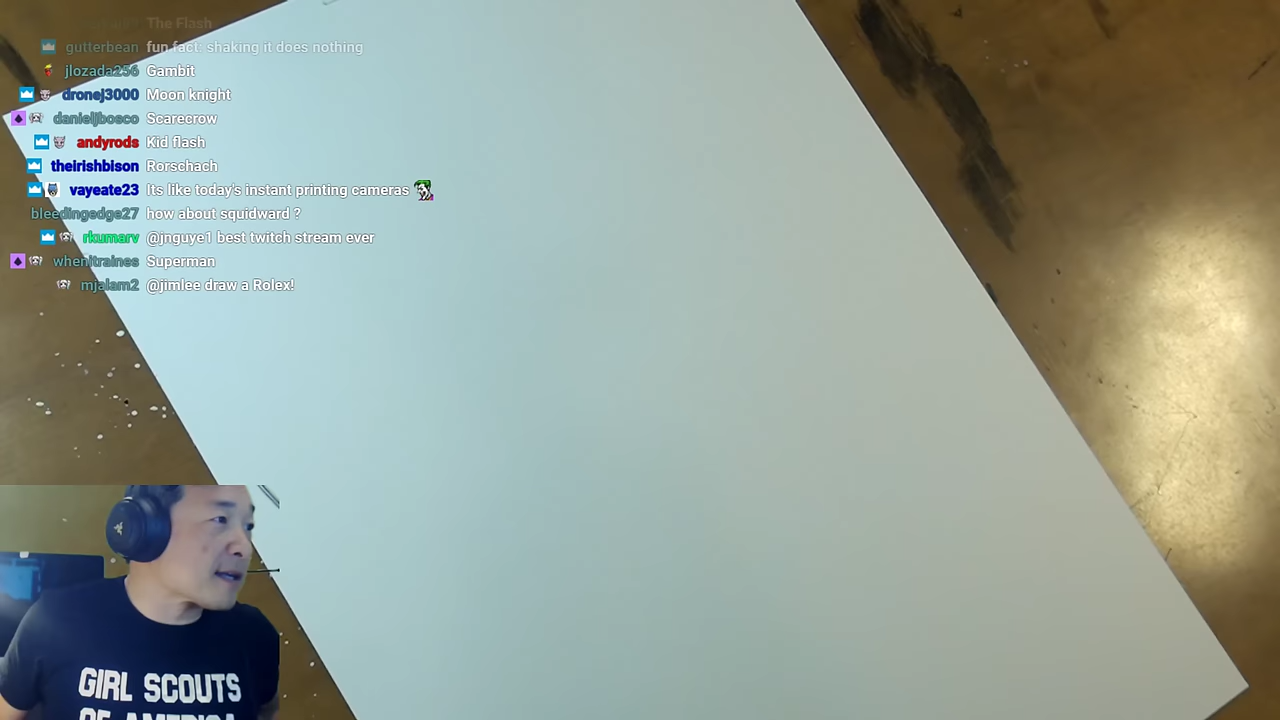 The Flash
gutterbean fun fact: shaking it does nothing
jlozada256 Gambit
dronej3000 Moon knight
danieljbosco Scarecrow
andyrods Kid flash
theirishbison Rorschach
vayeate23 Its like today's instant printing cameras
bleedingedge27 how about squidward ?
rkumarv @jnguye1 best twitch stream ever
whenitraines Superman
mjalam2 @jimlee draw a Rolex!
GIRL SCOUTS
OF AMERICA